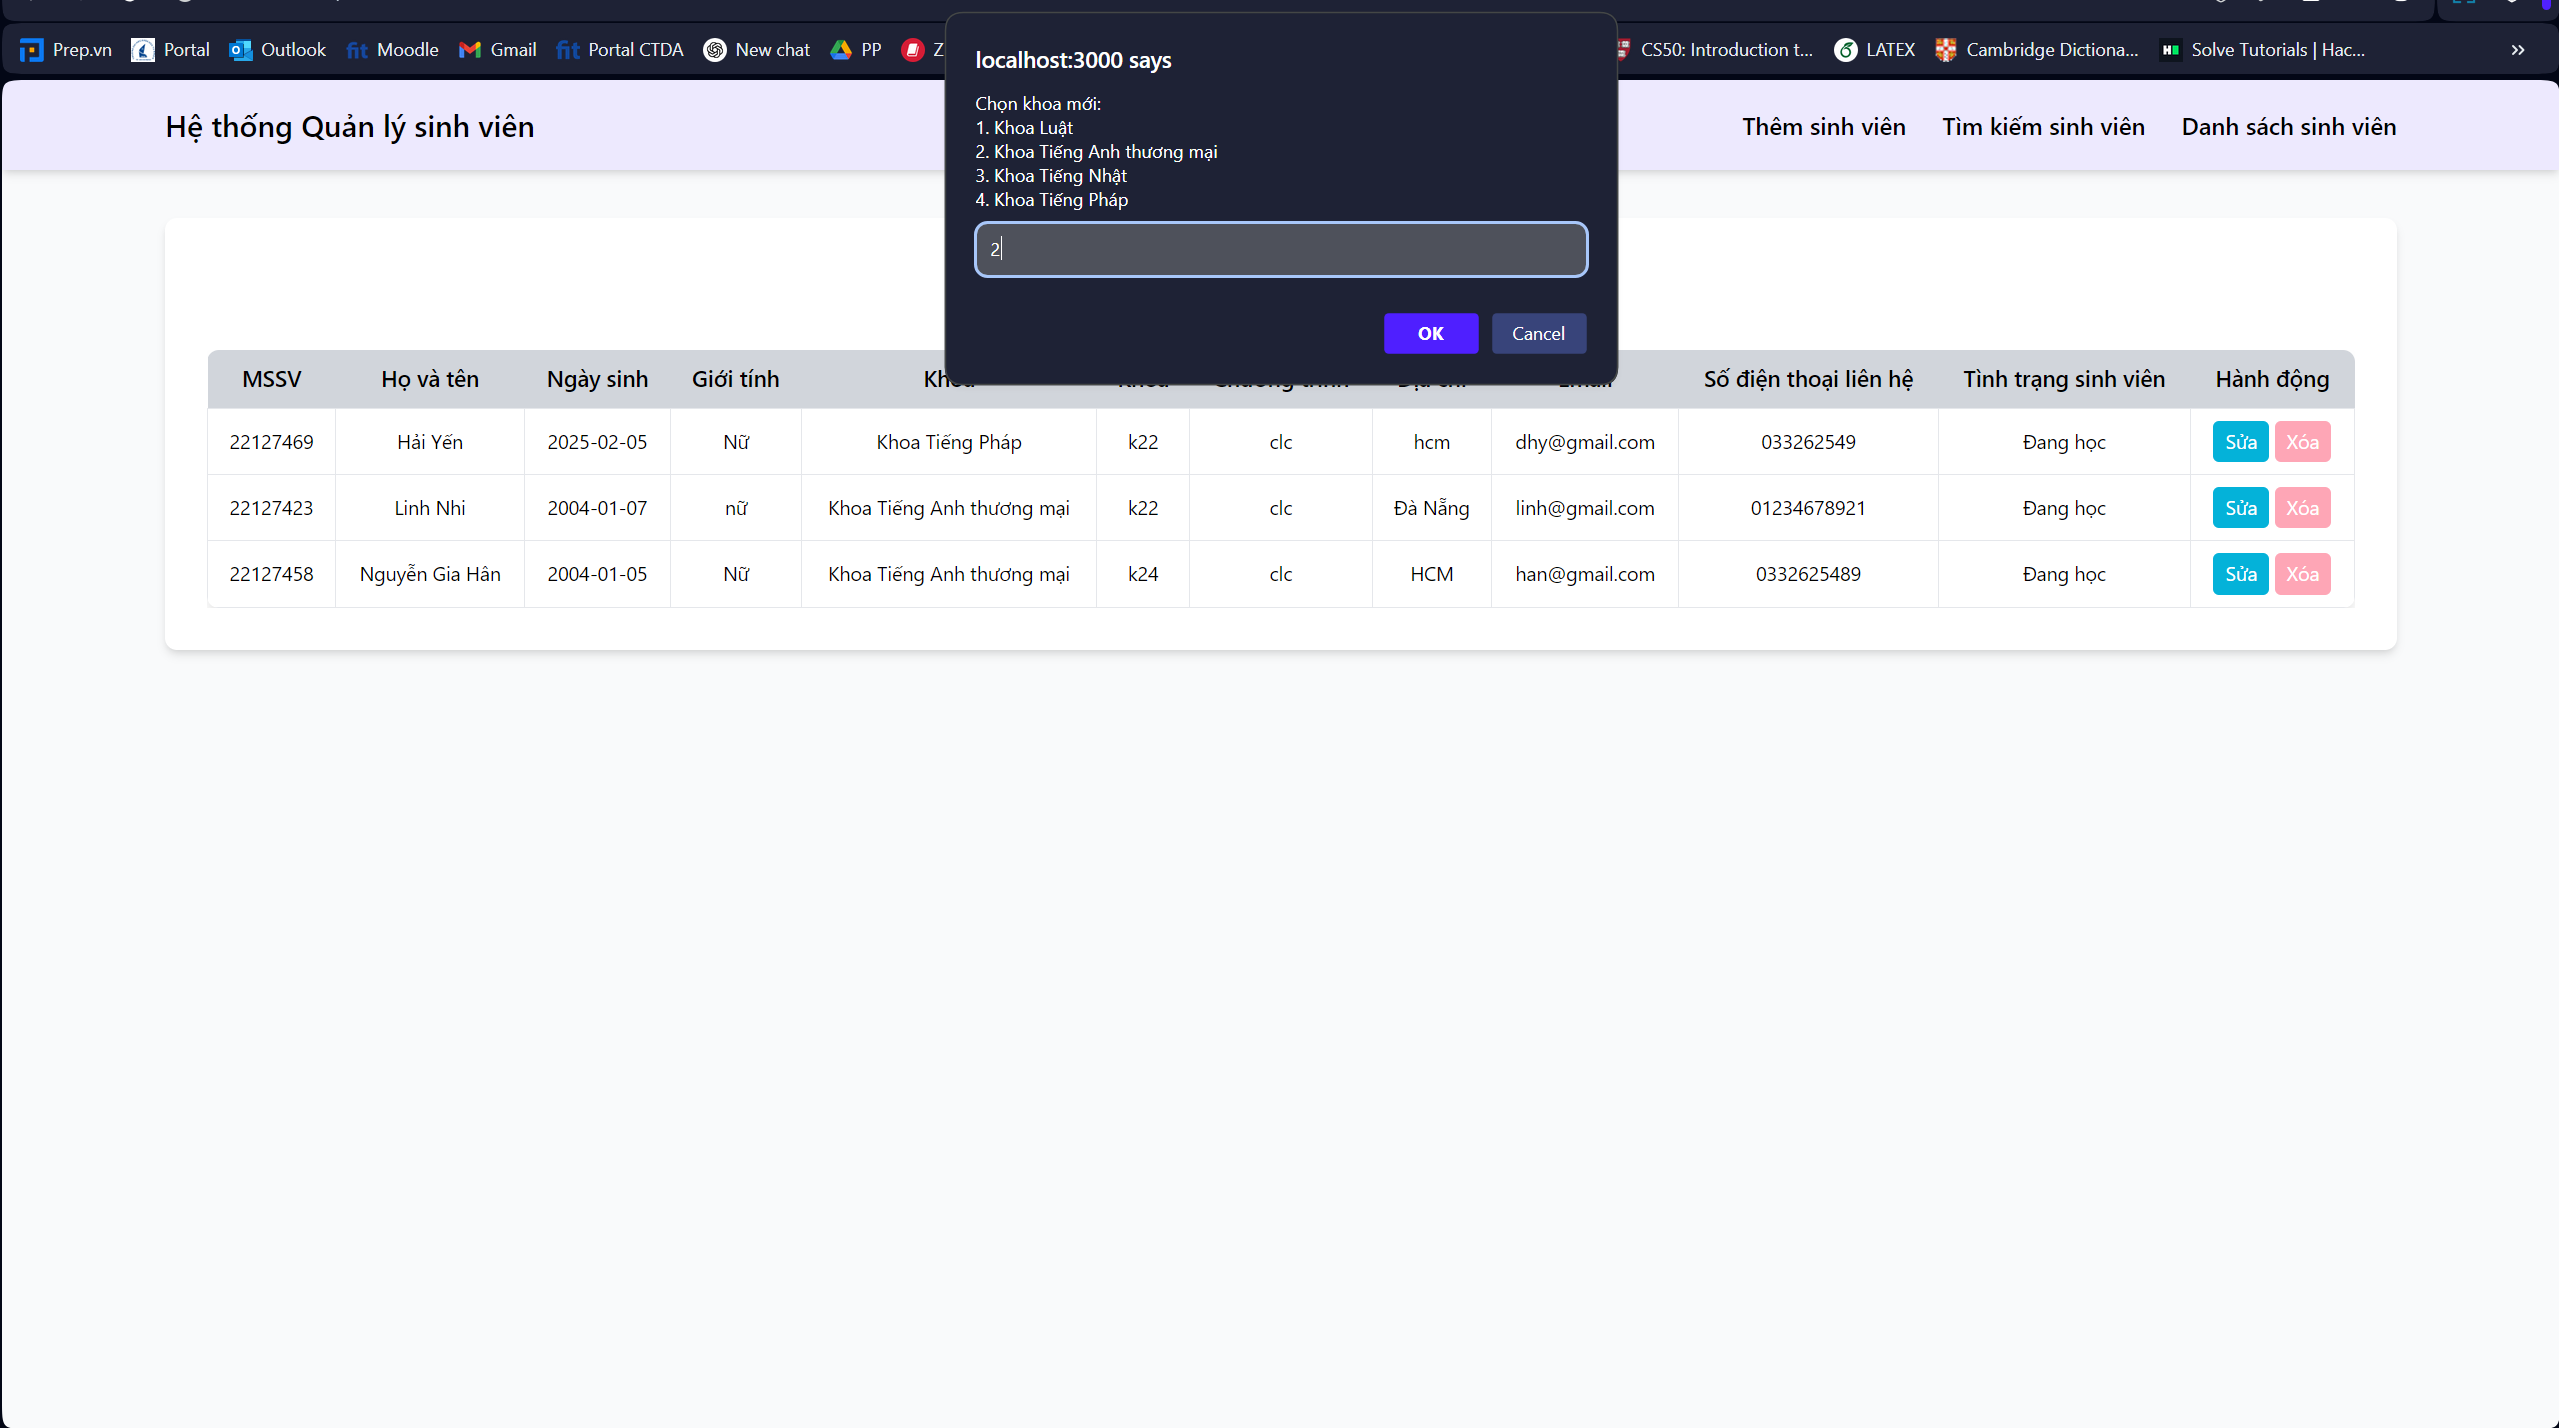 Prep.vn Portal Outlook Moodle Gmail Portal CTDA New chat PP Z CS50: Introduction t... LATEX Cambridge Dictiona... Solve Tutorials | Hac...
localhost:3000 says
Chọn khoa mới:
1. Khoa Luật
2. Khoa Tiếng Anh thương mại
3. Khoa Tiếng Nhật
4. Khoa Tiếng Pháp
2
OK Cancel
Hệ thống Quản lý sinh viên Thêm sinh viên Tìm kiếm sinh viên Danh sách sinh viên
MSSV Họ và tên Ngày sinh Giới tính Khoa Số điện thoại liên hệ Tình trạng sinh viên Hành động
22127469 Hải Yến 2025-02-05 Nữ Khoa Tiếng Pháp k22 clc hcm dhy@gmail.com 033262549 Đang học Sửa Xóa
22127423 Linh Nhi 2004-01-07 nữ Khoa Tiếng Anh thương mại k22 clc Đà Nẵng linh@gmail.com 01234678921 Đang học Sửa Xóa
22127458 Nguyễn Gia Hân 2004-01-05 Nữ Khoa Tiếng Anh thương mại k24 clc HCM han@gmail.com 0332625489 Đang học Sửa Xóa